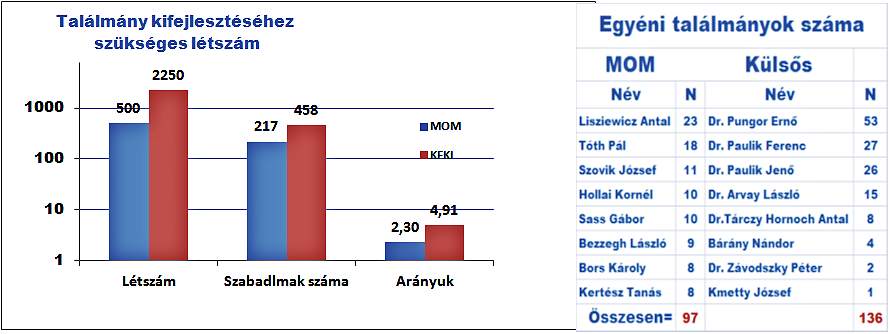 Találmány kifejlesztéséhez
szükséges létszám
1000
100
10
1
500
2250
217
458
2,30
4,91
MOM
KFKI
Létszám
Szabadlmak száma
Arányuk
Egyéni találmányok száma
MOM Külsős
Név N Név N
Lisziewicz Antal 23 Dr. Pungor Ernő 53
Tóth Pál 18 Dr. Paulik Ferenc 27
Szovik József 11 Dr. Paulik Jenő 26
Hollai Kornél 10 Dr. Arvay László 15
Sass Gábor 10 Dr.Tárczy Hornoch Antal 8
Bezzegh László 9 Bárány Nándor 4
Bors Károly 8 Dr. Závodszky Péter 2
Kertész Tanás 8 Kmetty József 1
Összesen= 97 136